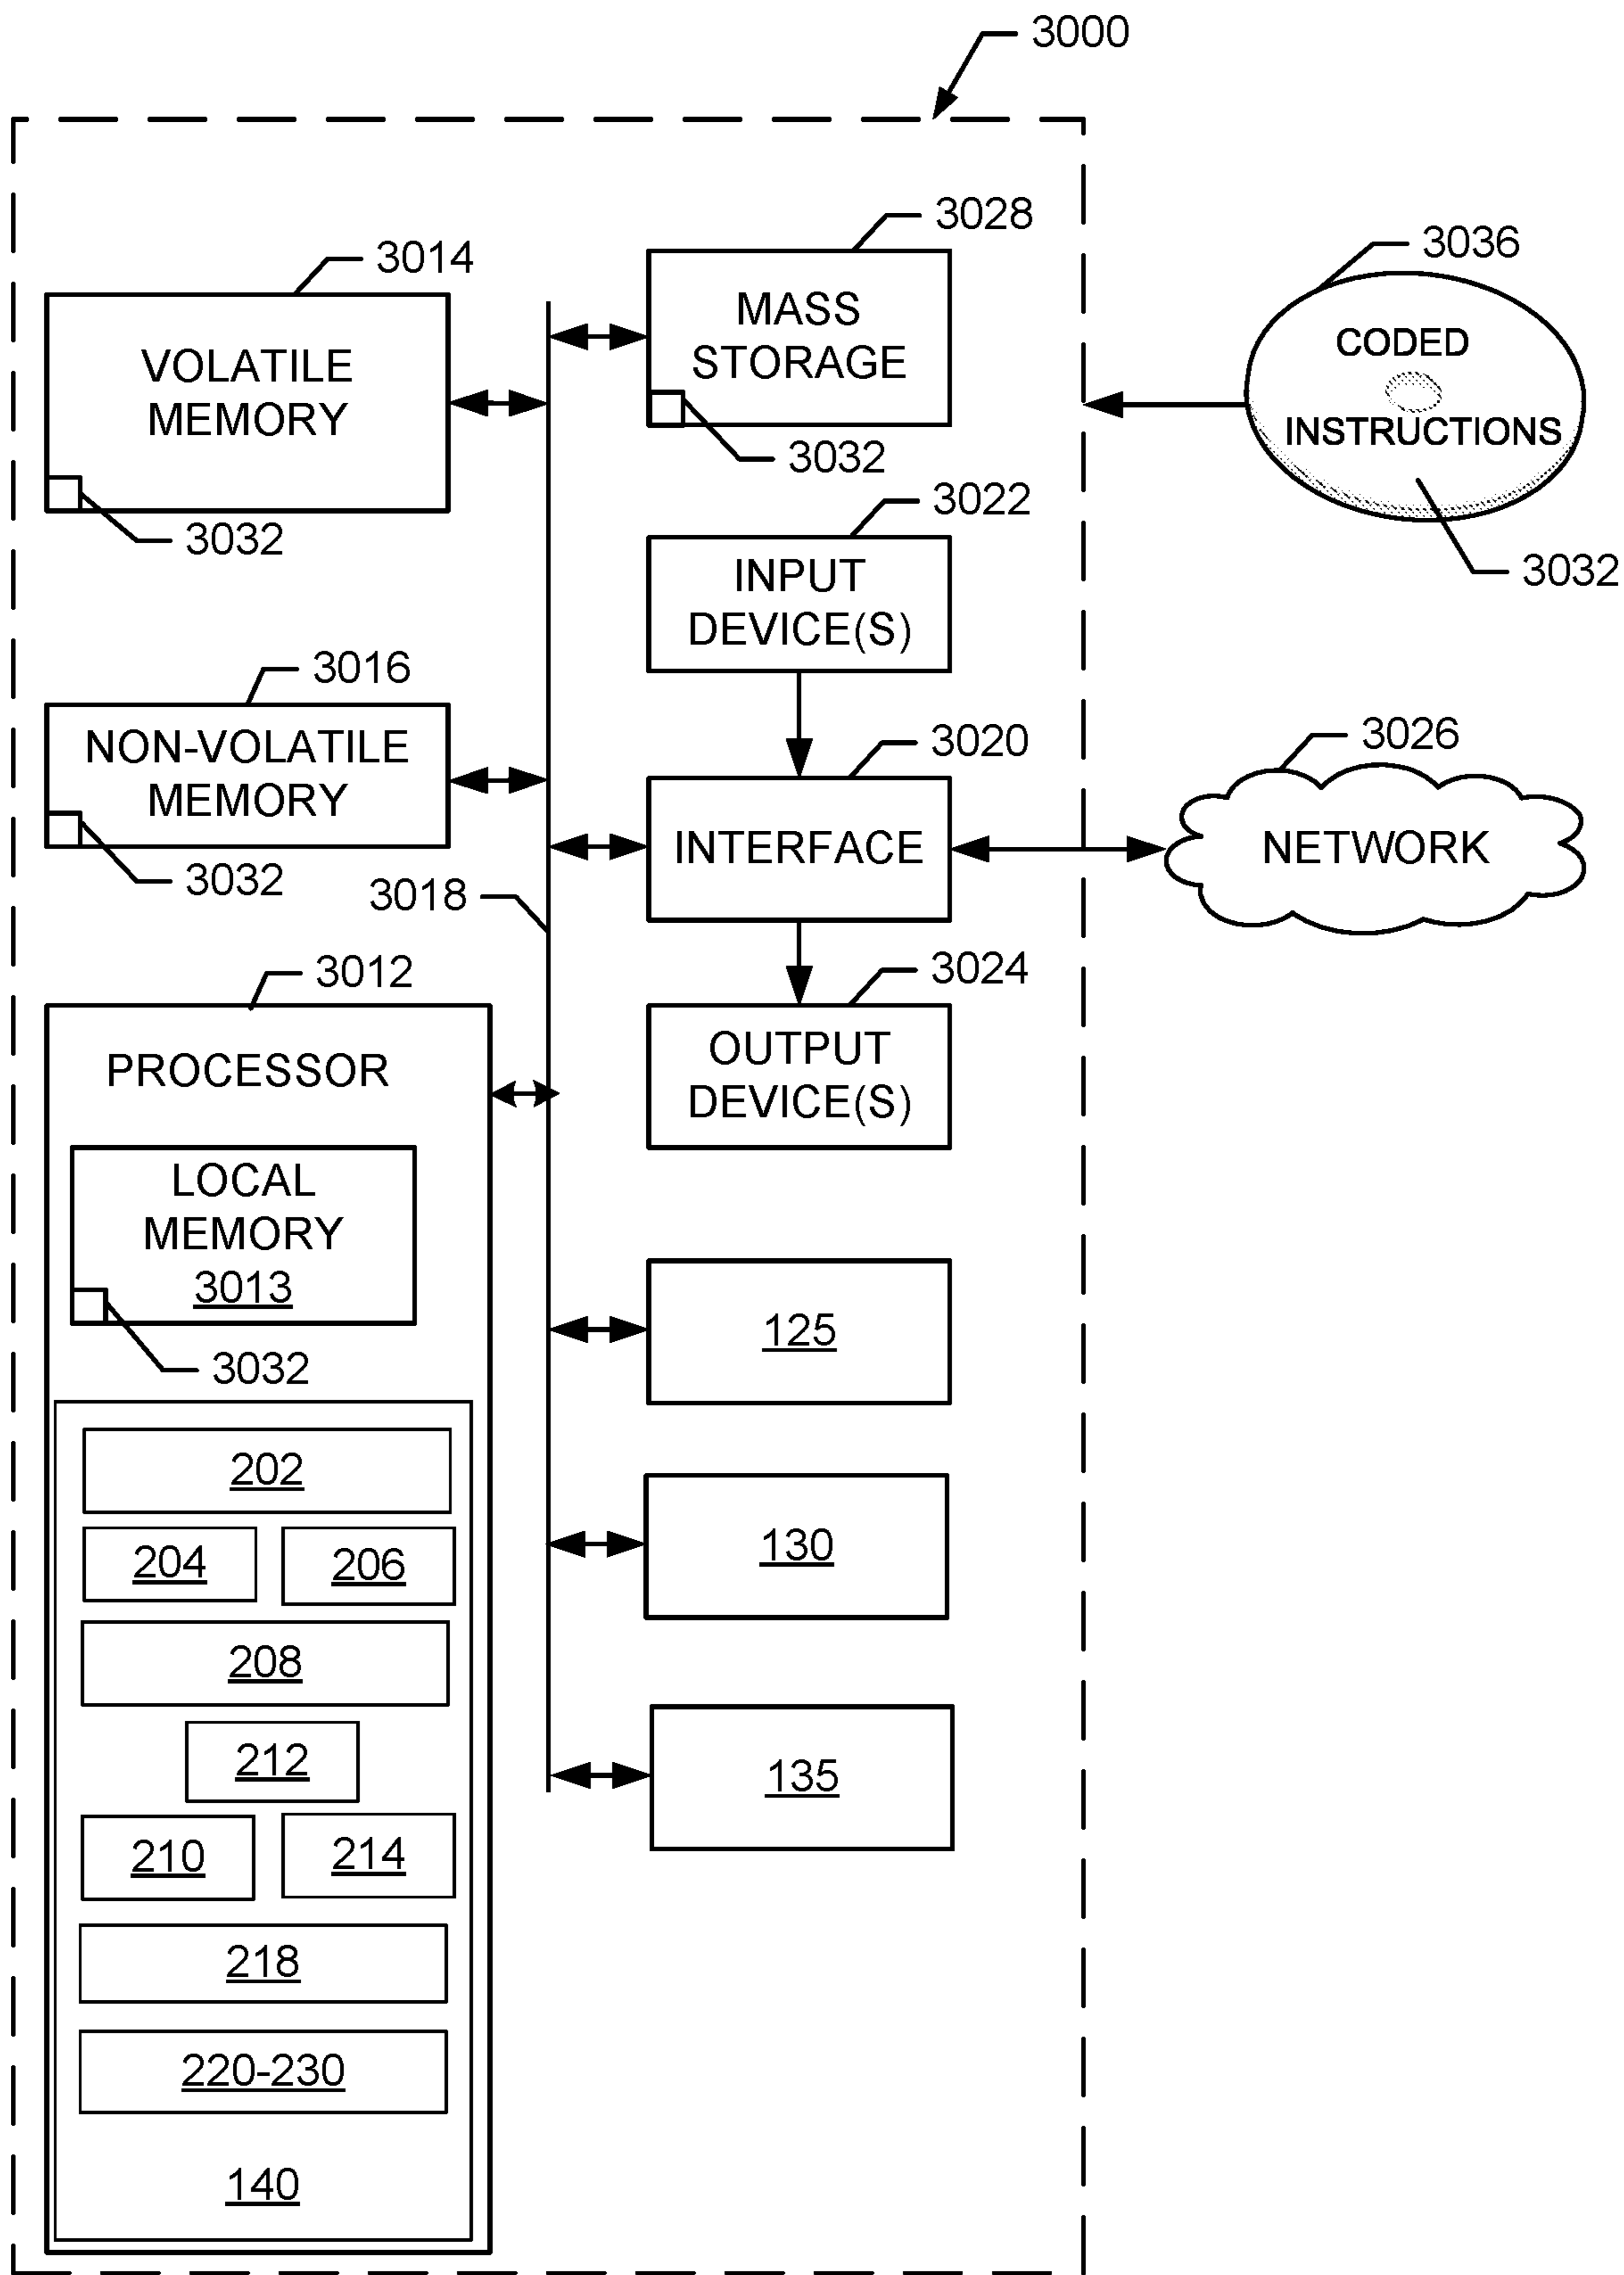 3000
3028
3014
3036
MASS
STORAGE
VOLATILE
MEMORY
CODED
INSTRUCTIONS
3032
3032
3022
3032
INPUT
DEVICE(S)
3016
3020
3026
NON-VOLATILE
MEMORY
INTERFACE
NETWORK
3032
3018
3012
3024
PROCESSOR
OUTPUT
DEVICE(S)
LOCAL
MEMORY
3013
3032
125
202
130
204
206
208
212
135
210
214
218
220-230
140